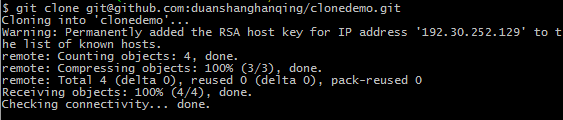 $ git clone git@github.com:duanshanghanqing/clonedemo.git
Cloning into 'clonedemo'...
Warning: Permanently added the RSA host key for IP address '192.30.252.129' to t
he list of known hosts.
remote: Counting objects: 4, done.
remote: Compressing objects: 100% (3/3), done.
remote: Total 4 (delta 0), reused 0 (delta 0), pack-reused 0
Receiving objects: 100% (4/4), done.
Checking connectivity... done.